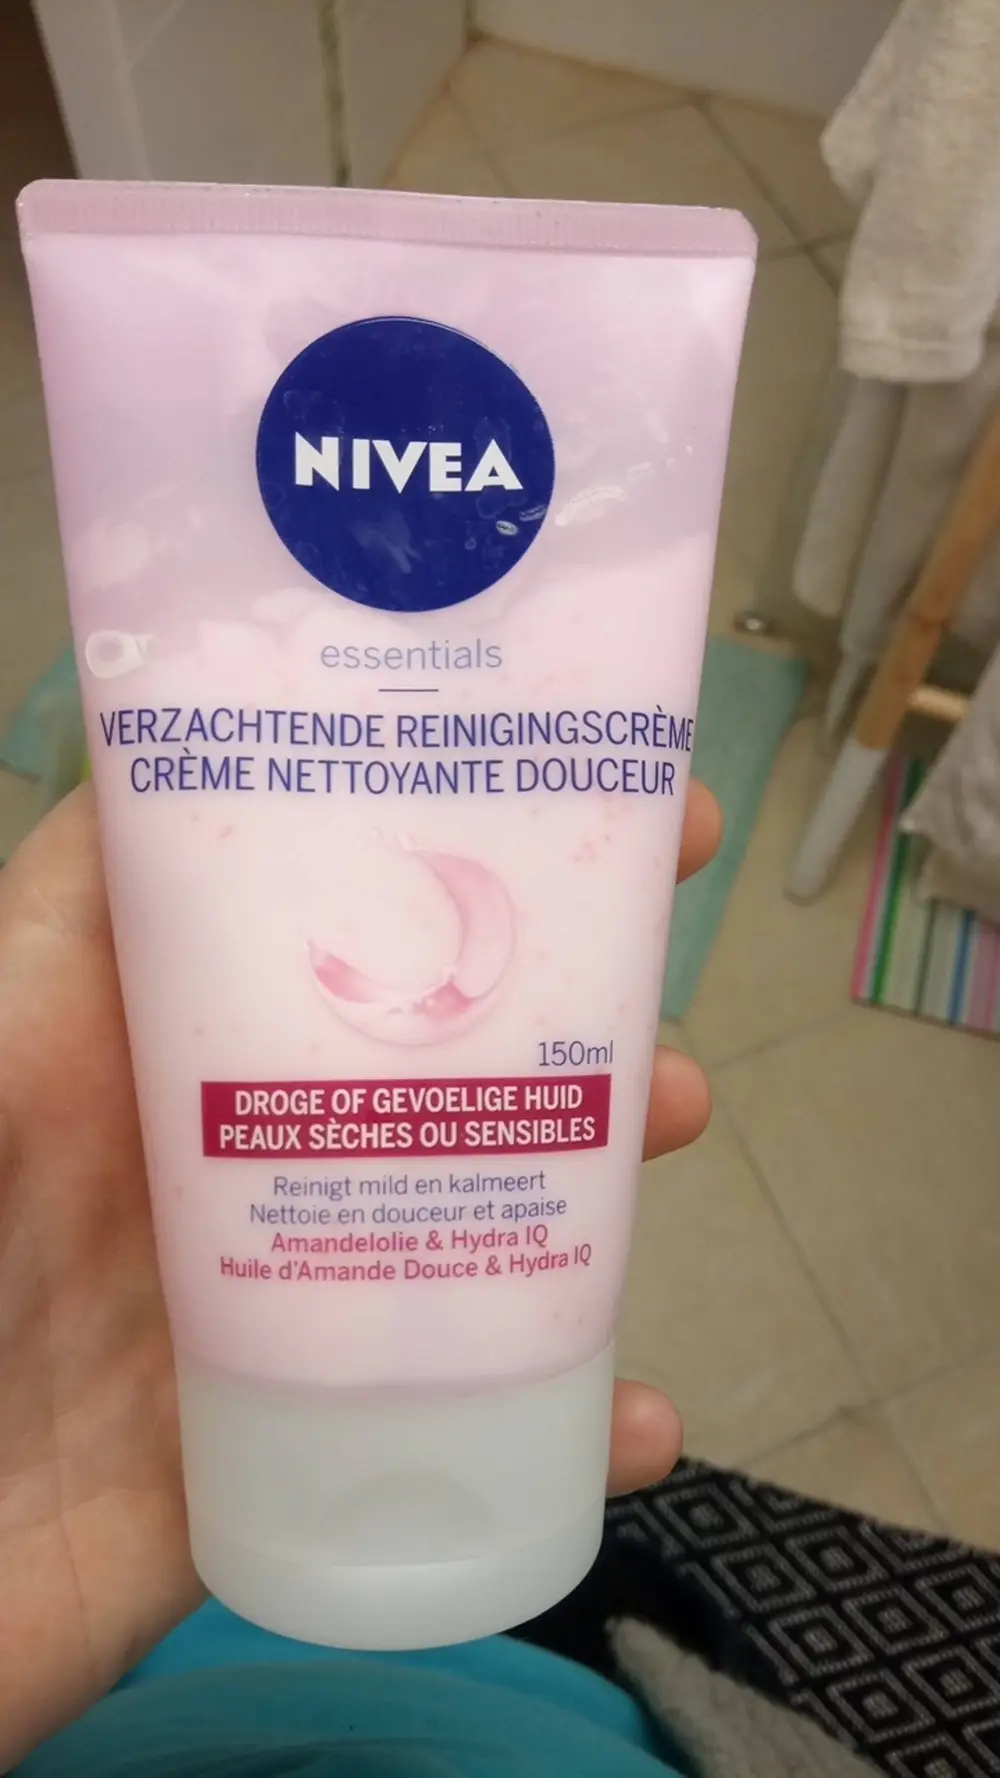 NIVEA
essentials
VERZACHTENDE REINIGINGSCRÈME
CRÈME NETTOYANTE DOUCEUR
150ml
DROGE OF GEVOELIGE HUID
PEAUX SÈCHES OU SENSIBLES
Reinigt mild en kalmeert
Nettoie en douceur et apaise
Amandelolie & Hydra IQ
Huile d'Amande Douce & Hydra IQ